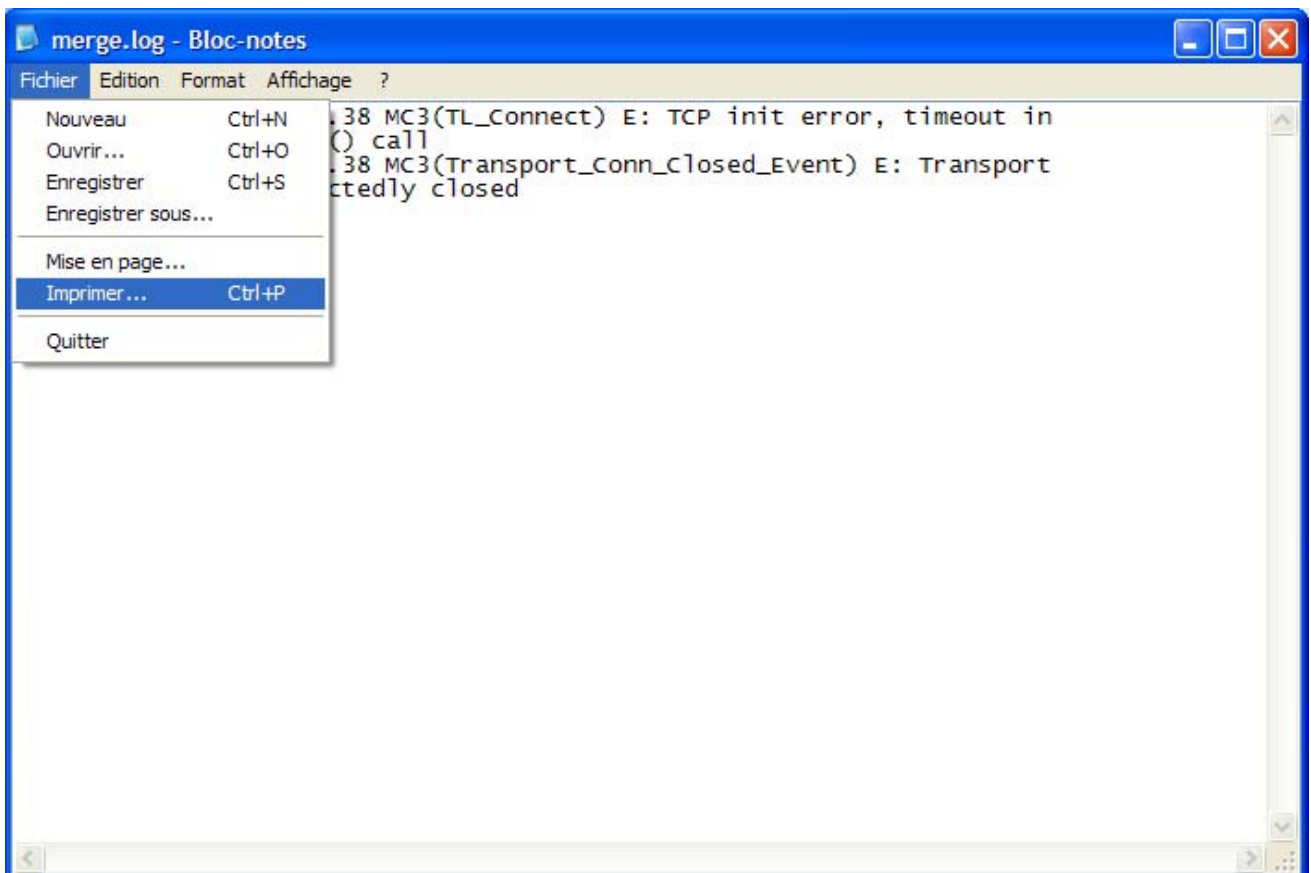 merge.log - Bloc-notes
Fichier Edition Format Affichage ?
Nouveau Ctrl+N
Ouvrir... Ctrl+O
Enregistrer Ctrl+S
Enregistrer sous...
Mise en page...
Imprimer... Ctrl+P
Quitter
.38 MC3(TL_Connect) E: TCP init error, timeout in
() call
.38 MC3(Transport_Conn_Closed_Event) E: Transport
ctedly closed